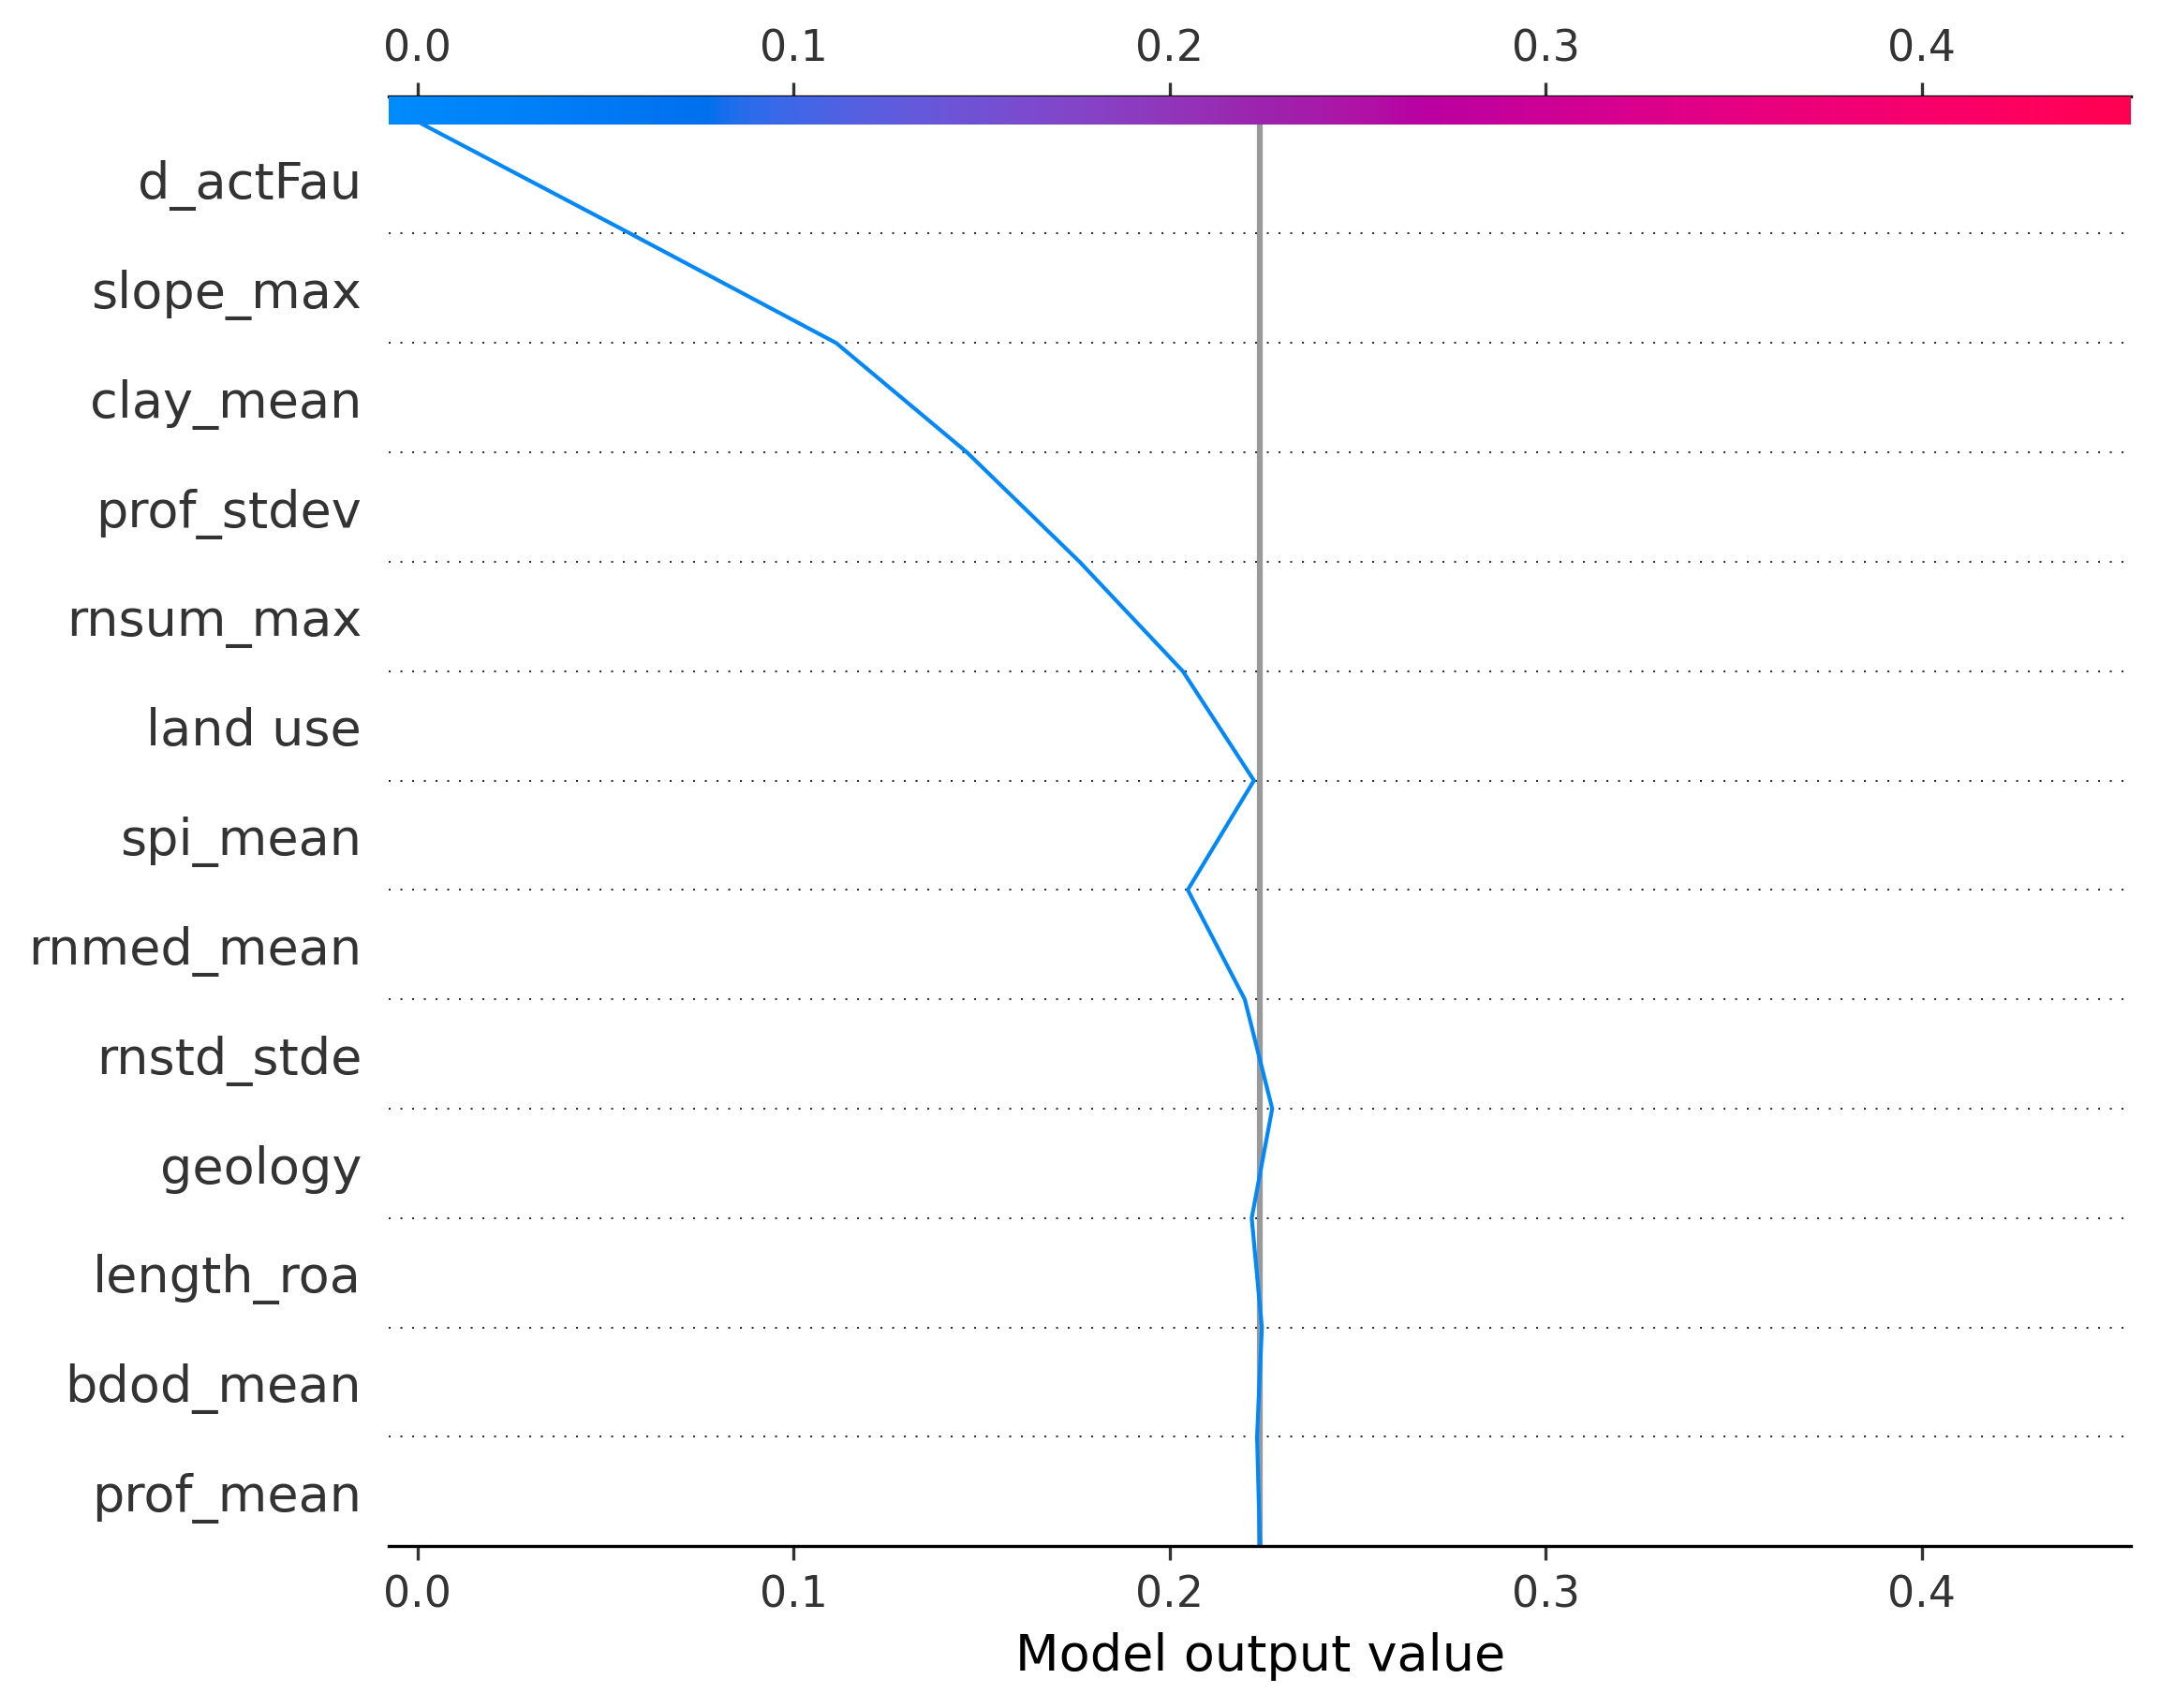 0.0 0.1 0.2 0.3 0.4
d_actFau
slope_max
clay_mean
prof_stdev
rnsum_max
land use
spi_mean
rnmed_mean
rnstd_stde
geology
length_roa
bdod_mean
prof_mean
0.0 0.1 0.2 0.3 0.4
Model output value